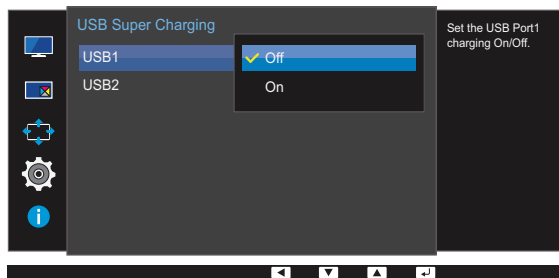 USB Super Charging
USB1
USB2
Off
On
Set the USB Port1
charging On/Off.